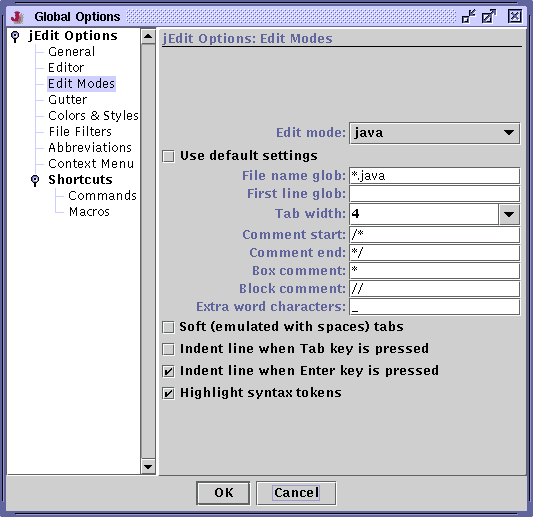 Global Options
jEdit Options
General
Editor
Edit Modes
Gutter
Colors & Styles
File Filters
Abbreviations
Context Menu
Shortcuts
Commands
Macros
jEdit Options: Edit Modes
Edit mode: java
Use default settings
File name glob: *.java
First line glob:
Tab width: 4
Comment start: /*
Comment end: */
Box comment: *
Block comment: //
Extra word characters: _
Soft (emulated with spaces) tabs
Indent line when Tab key is pressed
Indent line when Enter key is pressed
Highlight syntax tokens
OK Cancel